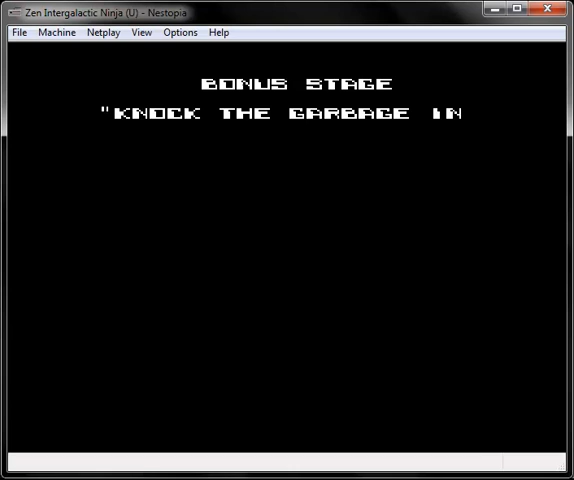 Zen Intergalactic Ninja (U) - Nestopia
File Machine Netplay View Options Help
BONUS STAGE
"KNOCK THE GARBAGE IN